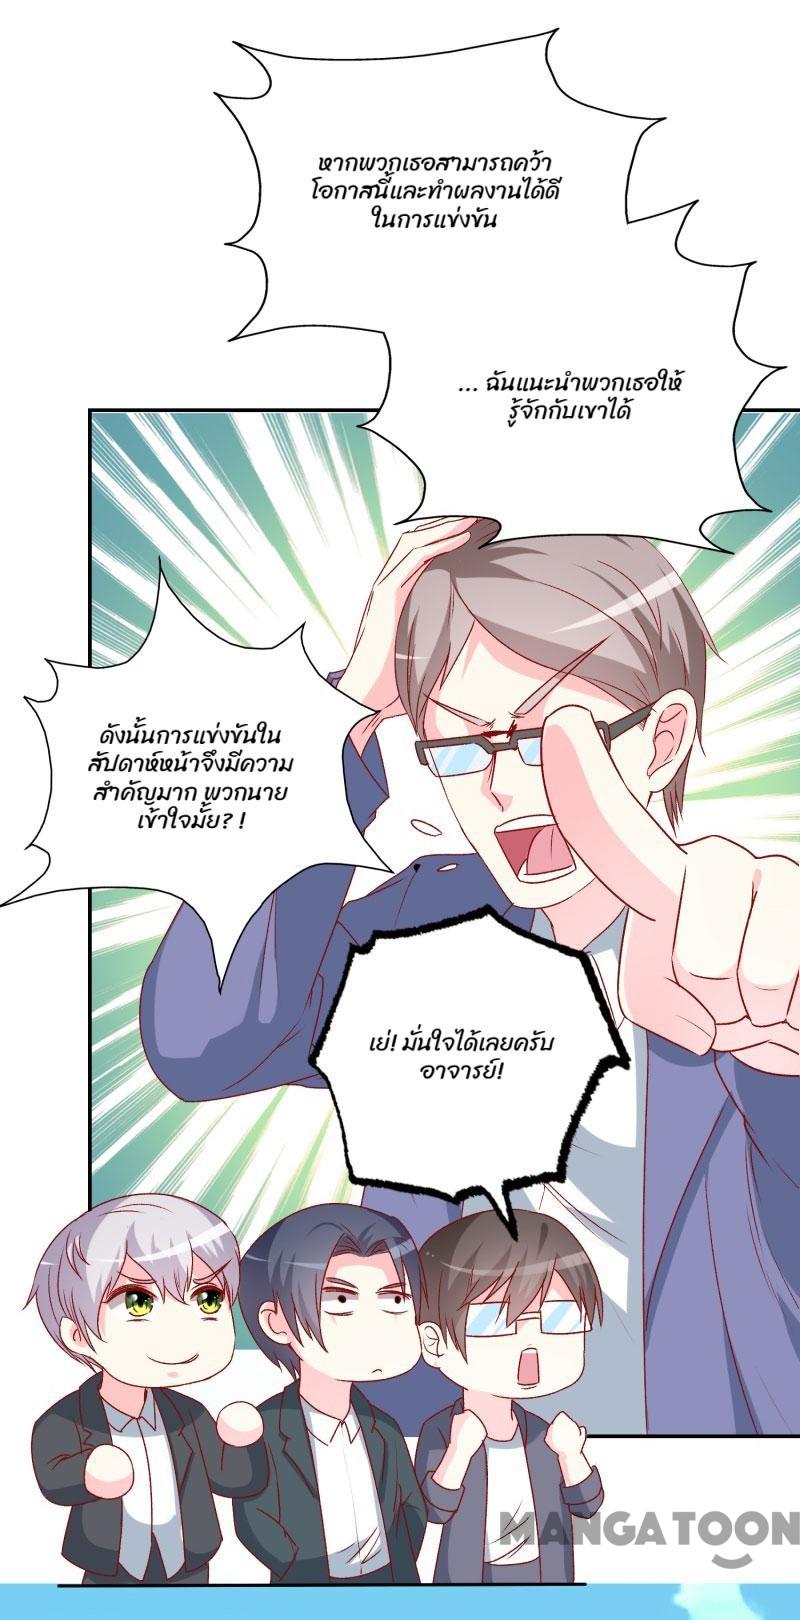 หากพวกเธอสามารถคว้า
โอกาสนี้และทำผลงานได้ดี
ในการแข่งขัน
... ฉันแนะนำพวกเธอให้
รู้จักกับเขาได้
ดังนั้นการแข่งขันใน
สัปดาห์หน้าจึงมีความ
สำคัญมาก พวกนาย
เข้าใจมั้ย?!
เย่! มั่นใจได้เลยครับ
อาจารย์!
MANGATOON